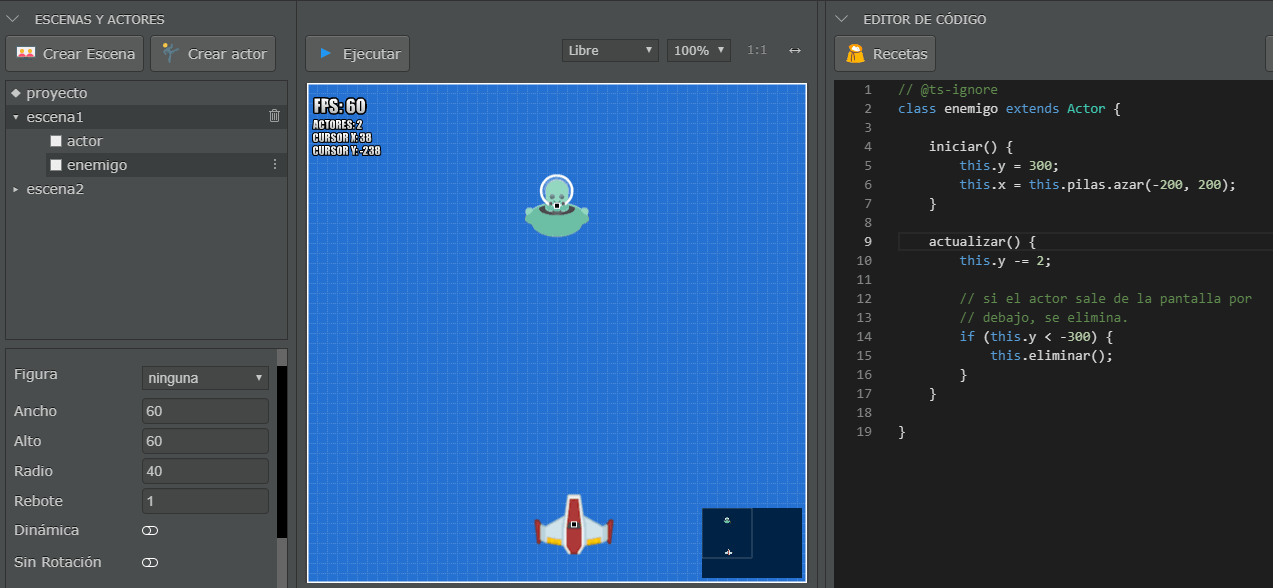 ESCENAS Y ACTORES
Crear Escena
Crear actor
proyecto
escena1
actor
enemigo
escena2
Figura
ninguna
Ancho
60
Alto
60
Radio
40
Rebote
1
Dinámica
Sin Rotación
Ejecutar
Libre
100%
1:1
FPS: 60
ACTORES: 2
CURSOR X: 38
CURSOR Y: -238
EDITOR DE CÓDIGO
Recetas
1 // @ts-ignore
2 class enemigo extends Actor {
3
4 iniciar() {
5 this.y = 300;
6 this.x = this.pilas.azar(-200, 200);
7 }
8
9 actualizar() {
10 this.y -= 2;
11
12 // si el actor sale de la pantalla por
13 // debajo, se elimina.
14 if (this.y < -300) {
15 this.eliminar();
16 }
17 }
18
19 }